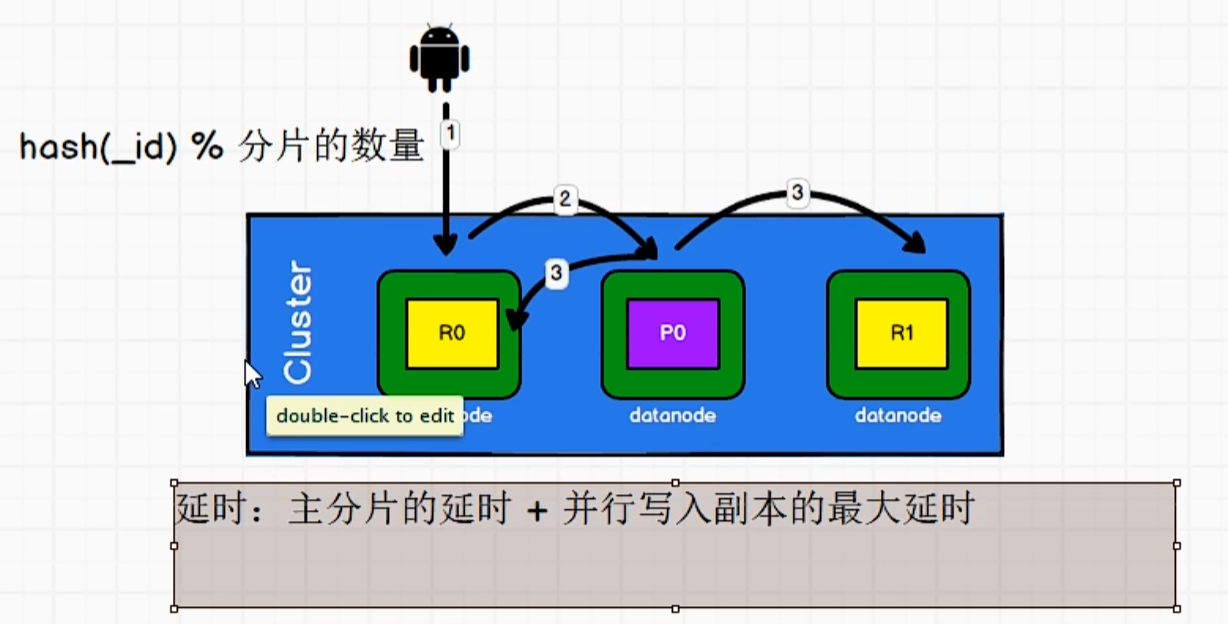 1
hash(_id) % 分片的数量
2
3
3
Cluster
R0
P0
R1
double-click to edit
datanode
datanode
延时：主分片的延时 + 并行写入副本的最大延时